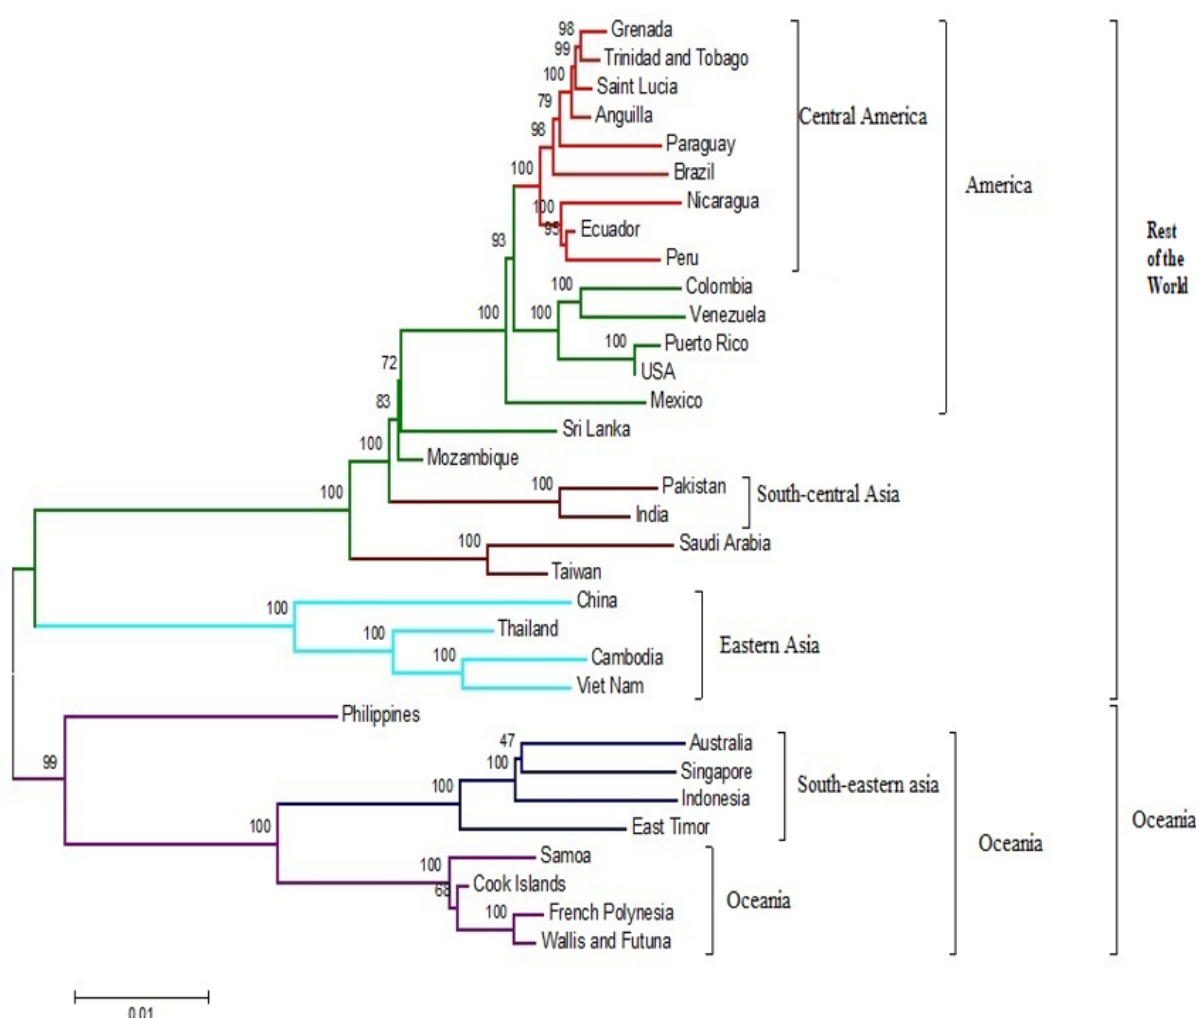 98
Grenada
99
Trinidad and Tobago
100
Saint Lucia
79
Anguilla
Central America
98
Paraguay
100
Brazil
America
100
Nicaragua
95
Ecuador
Rest
of the
World
93
Peru
100
Colombia
100
100
Venezuela
100
Puerto Rico
72
USA
83
Mexico
100
Sri Lanka
Mozambique
100
100
Pakistan
South-central Asia
India
100
Saudi Arabia
Taiwan
100
China
100
Thailand
Eastern Asia
100
Cambodia
Viet Nam
Philippines
99
47
Australia
100
Singapore
South-eastern asia
100
Indonesia
Oceania
100
East Timor
Oceania
100
Samoa
68
Cook Islands
Oceania
100
French Polynesia
Wallis and Futuna
0.01